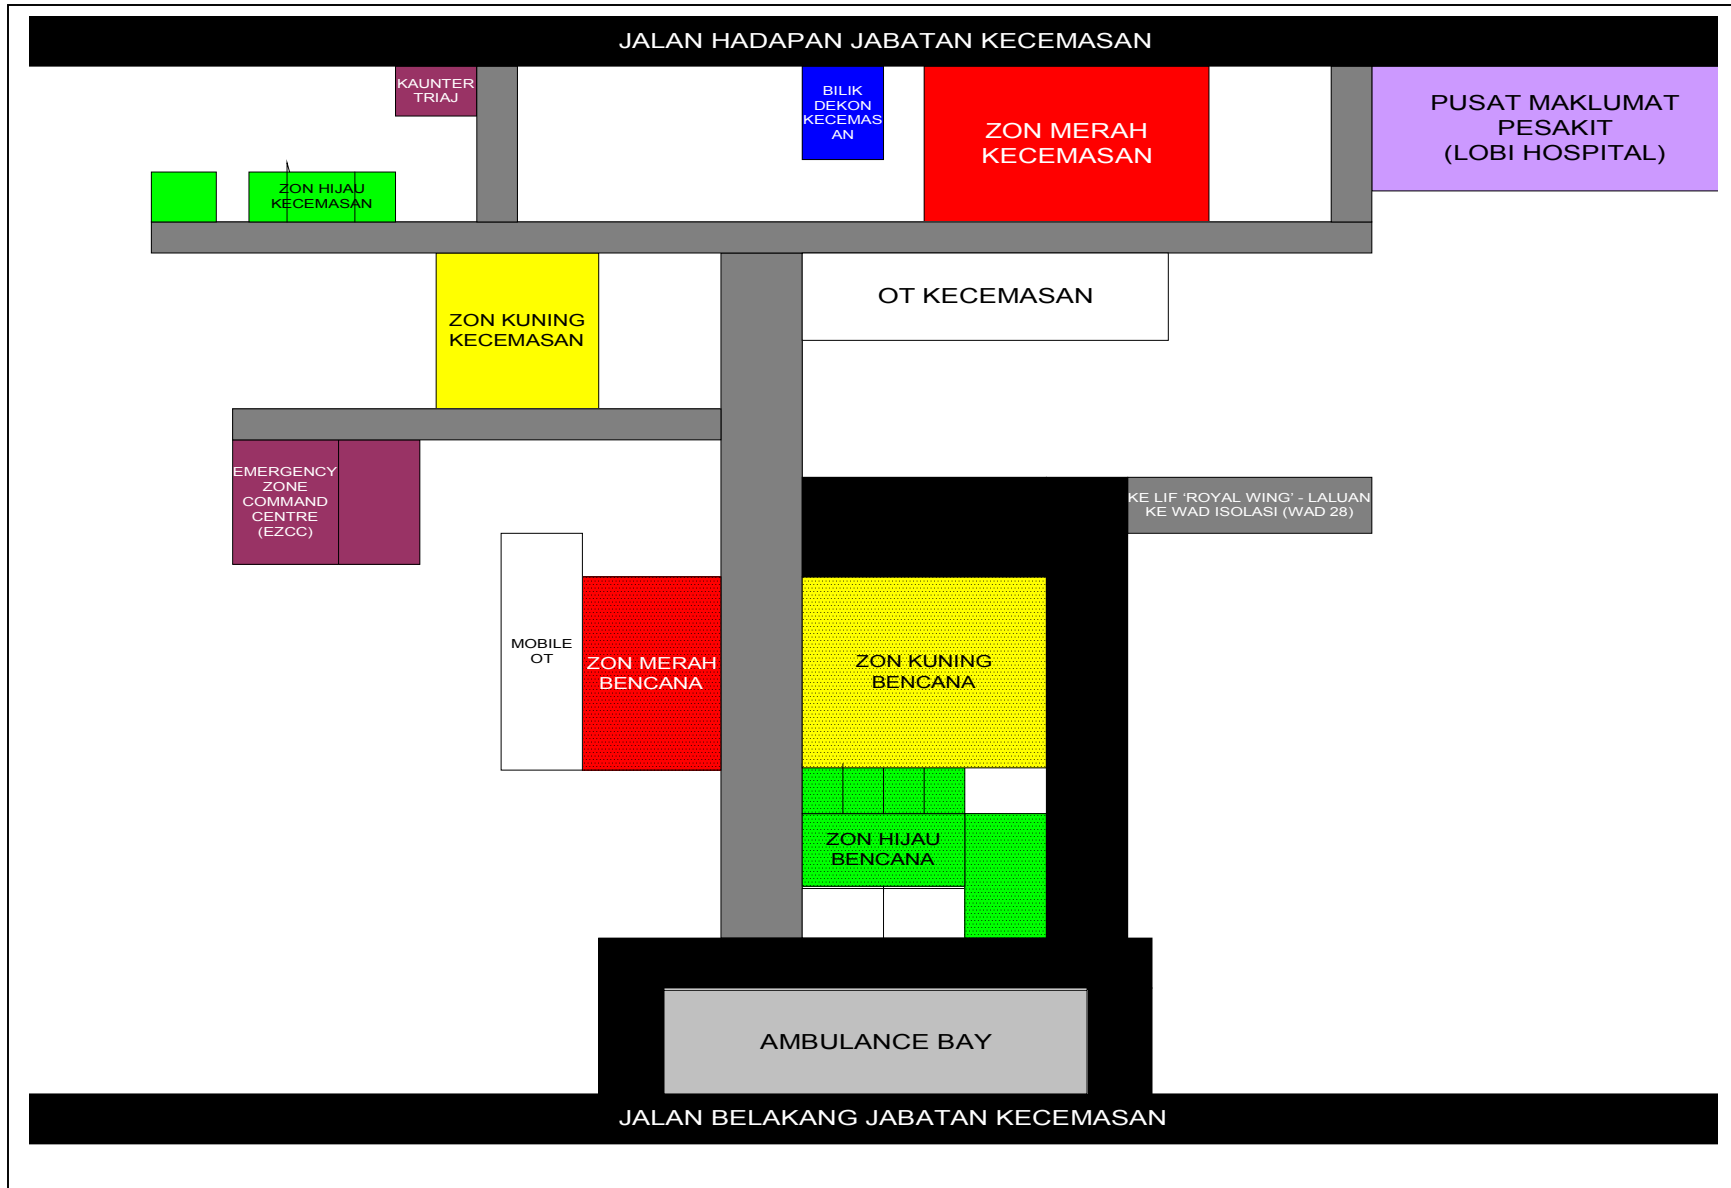 JALAN HADAPAN JABATAN KECEMASAN
KAUNTER
TRIAJ
BILIK
DEKON
KECEMAS
AN
ZON MERAH
KECEMASAN
PUSAT MAKLUMAT
PESAKIT
(LOBI HOSPITAL)
ZON HIJAU
KECEMASAN
OT KECEMASAN
ZON KUNING
KECEMASAN
EMERGENCY
ZONE
COMMAND
CENTRE
(EZCC)
KE LIF ‘ROYAL WING’ - LALUAN
KE WAD ISOLASI (WAD 28)
MOBILE
OT
ZON MERAH
BENCANA
ZON KUNING
BENCANA
ZON HIJAU
BENCANA
AMBULANCE BAY
JALAN BELAKANG JABATAN KECEMASAN